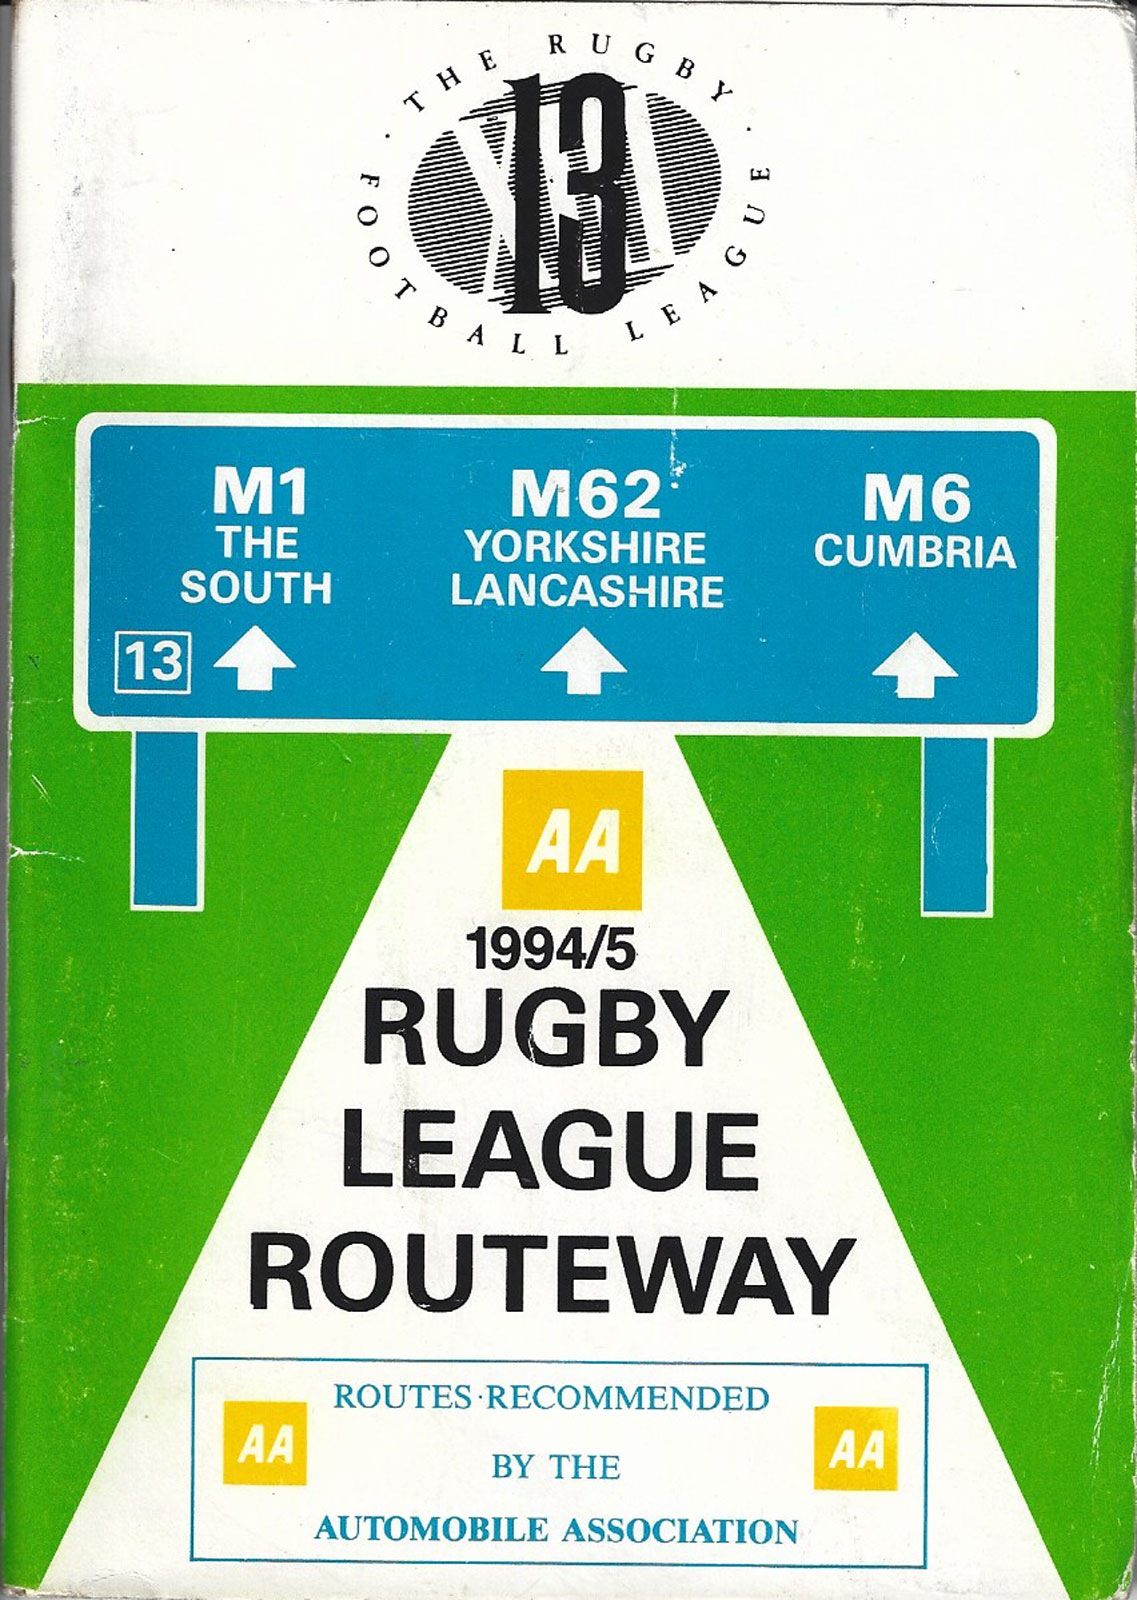 THE RUGBY
FOOTBALL LEAGUE
XIII
13
M1
THE
SOUTH
M62
YORKSHIRE
LANCASHIRE
M6
CUMBRIA
13
AA
1994/5
RUGBY
LEAGUE
ROUTEWAY
AA
ROUTES·RECOMMENDED
BY THE
AUTOMOBILE ASSOCIATION
AA